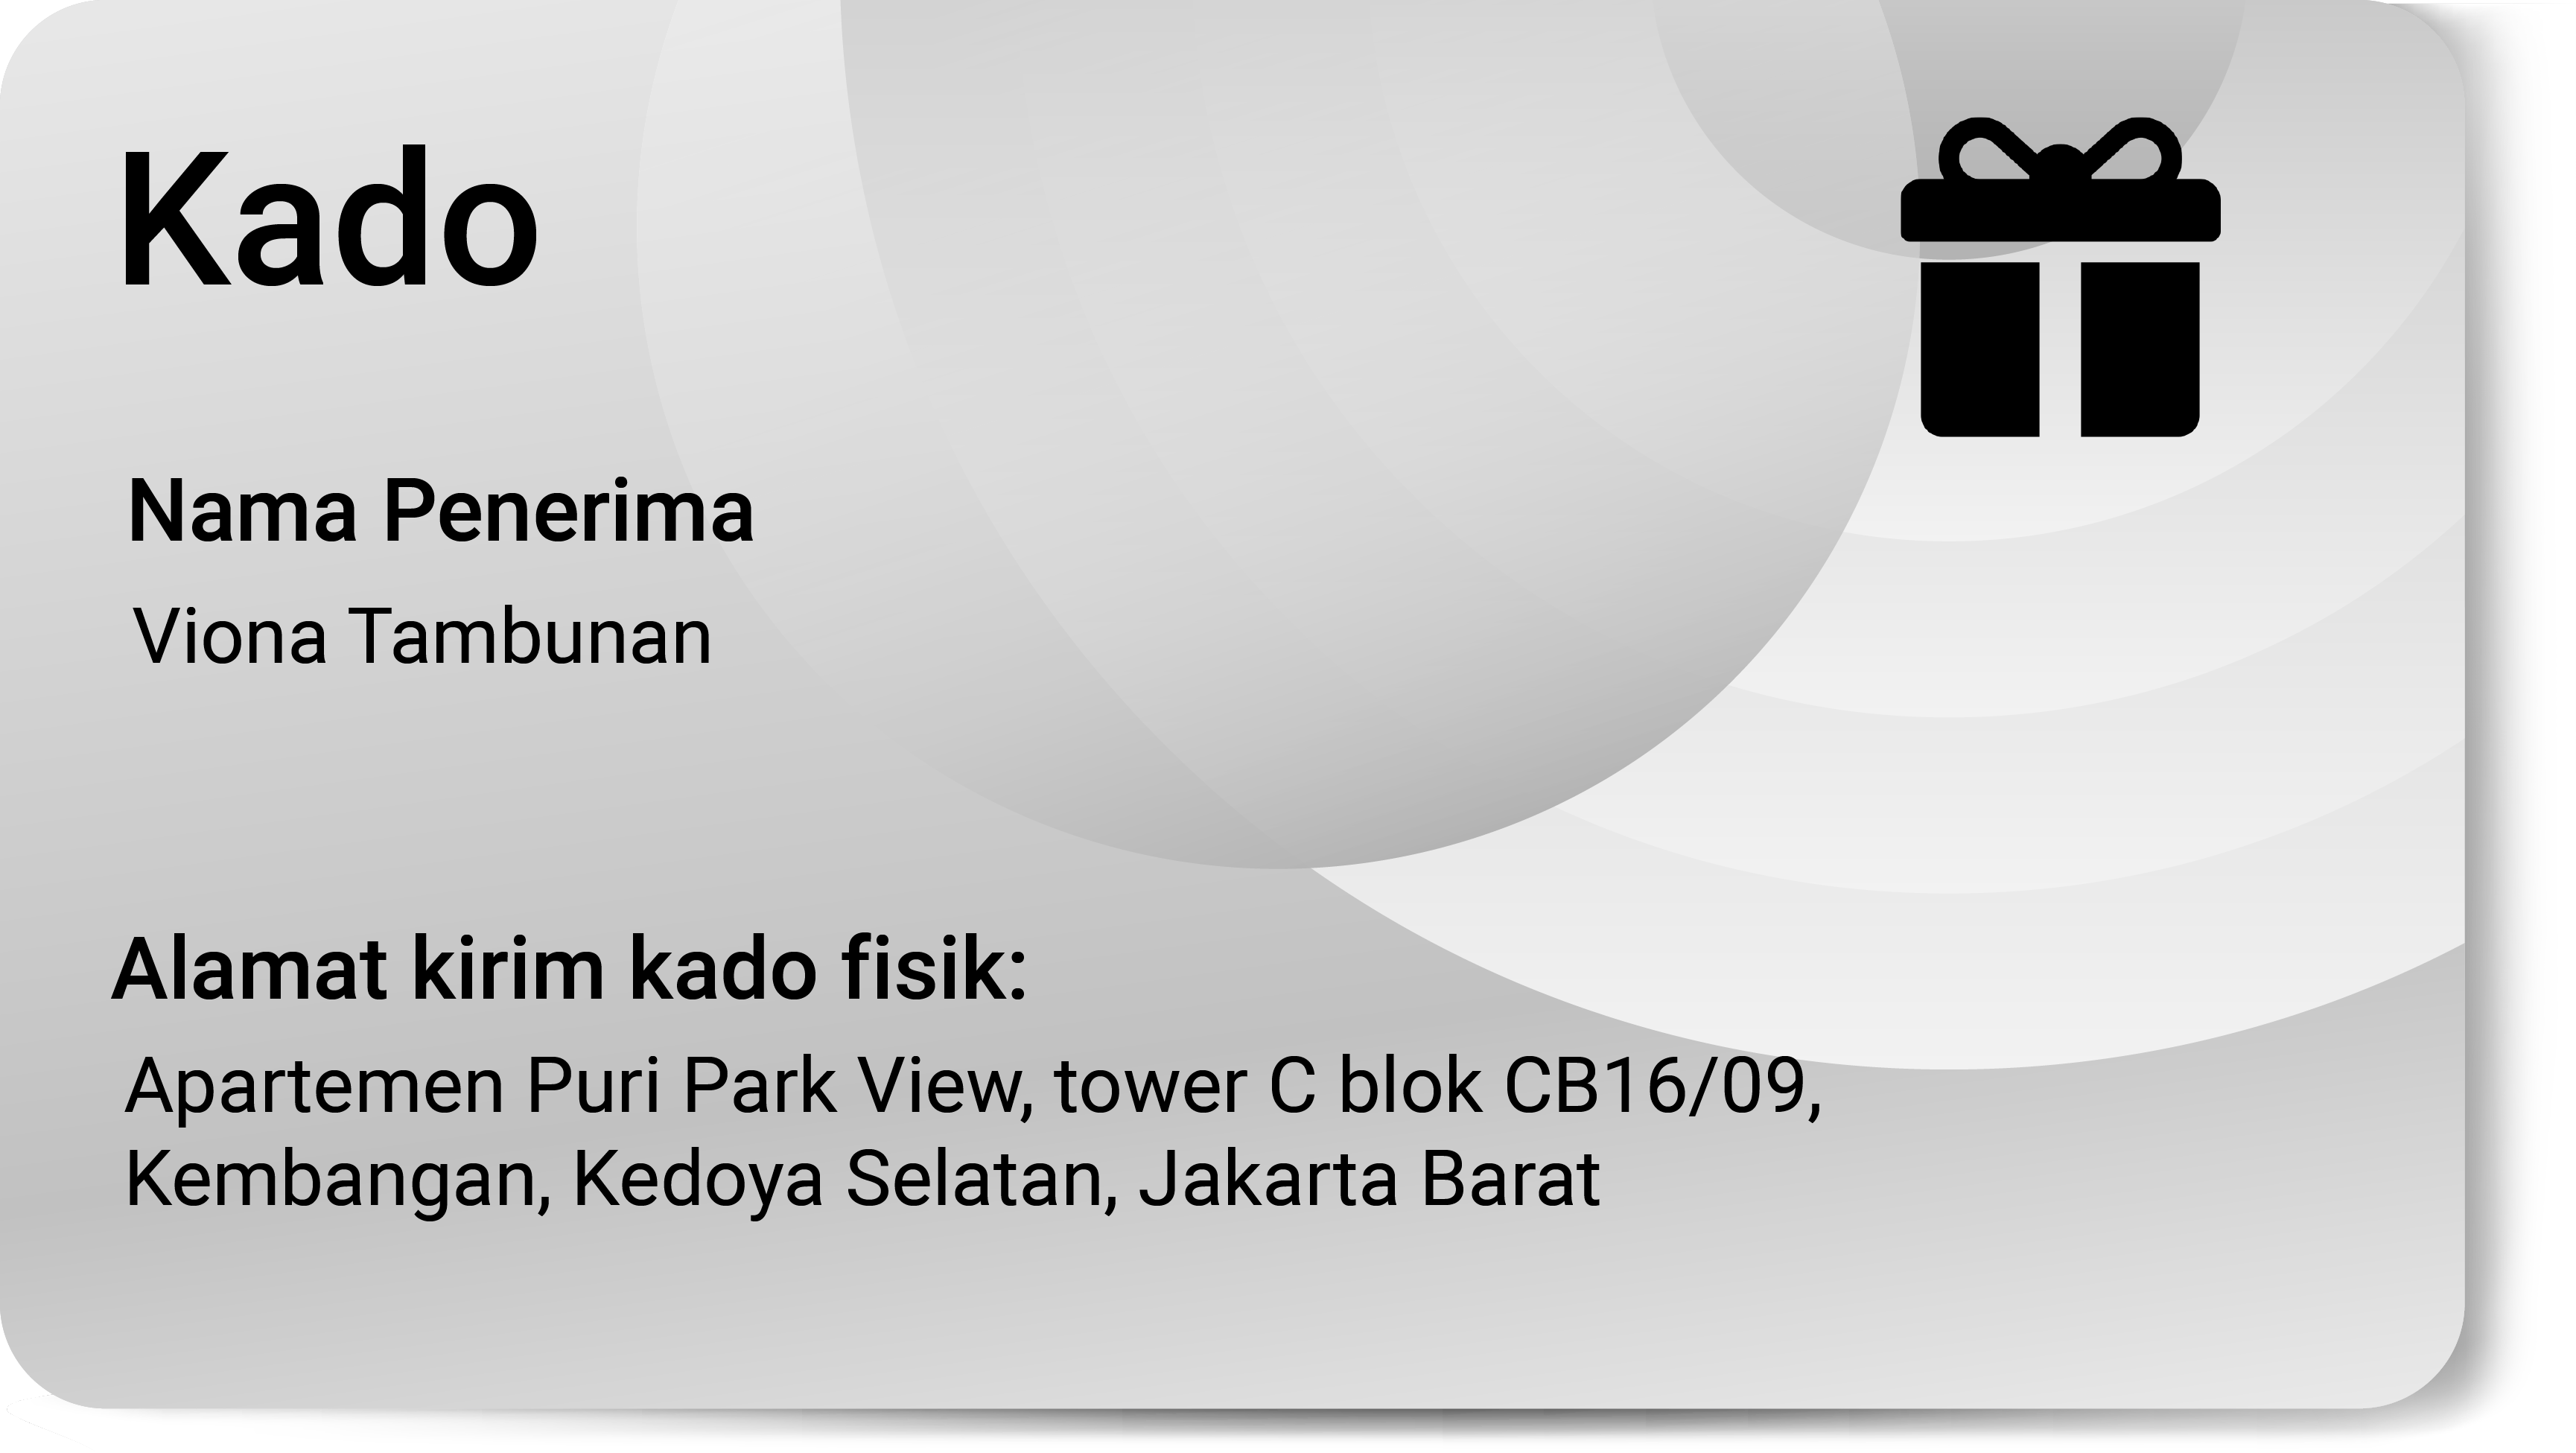 Kado
Nama Penerima
Viona Tambunan
Alamat kirim kado fisik:
Apartemen Puri Park View, tower C blok CB16/09,
Kembangan, Kedoya Selatan, Jakarta Barat